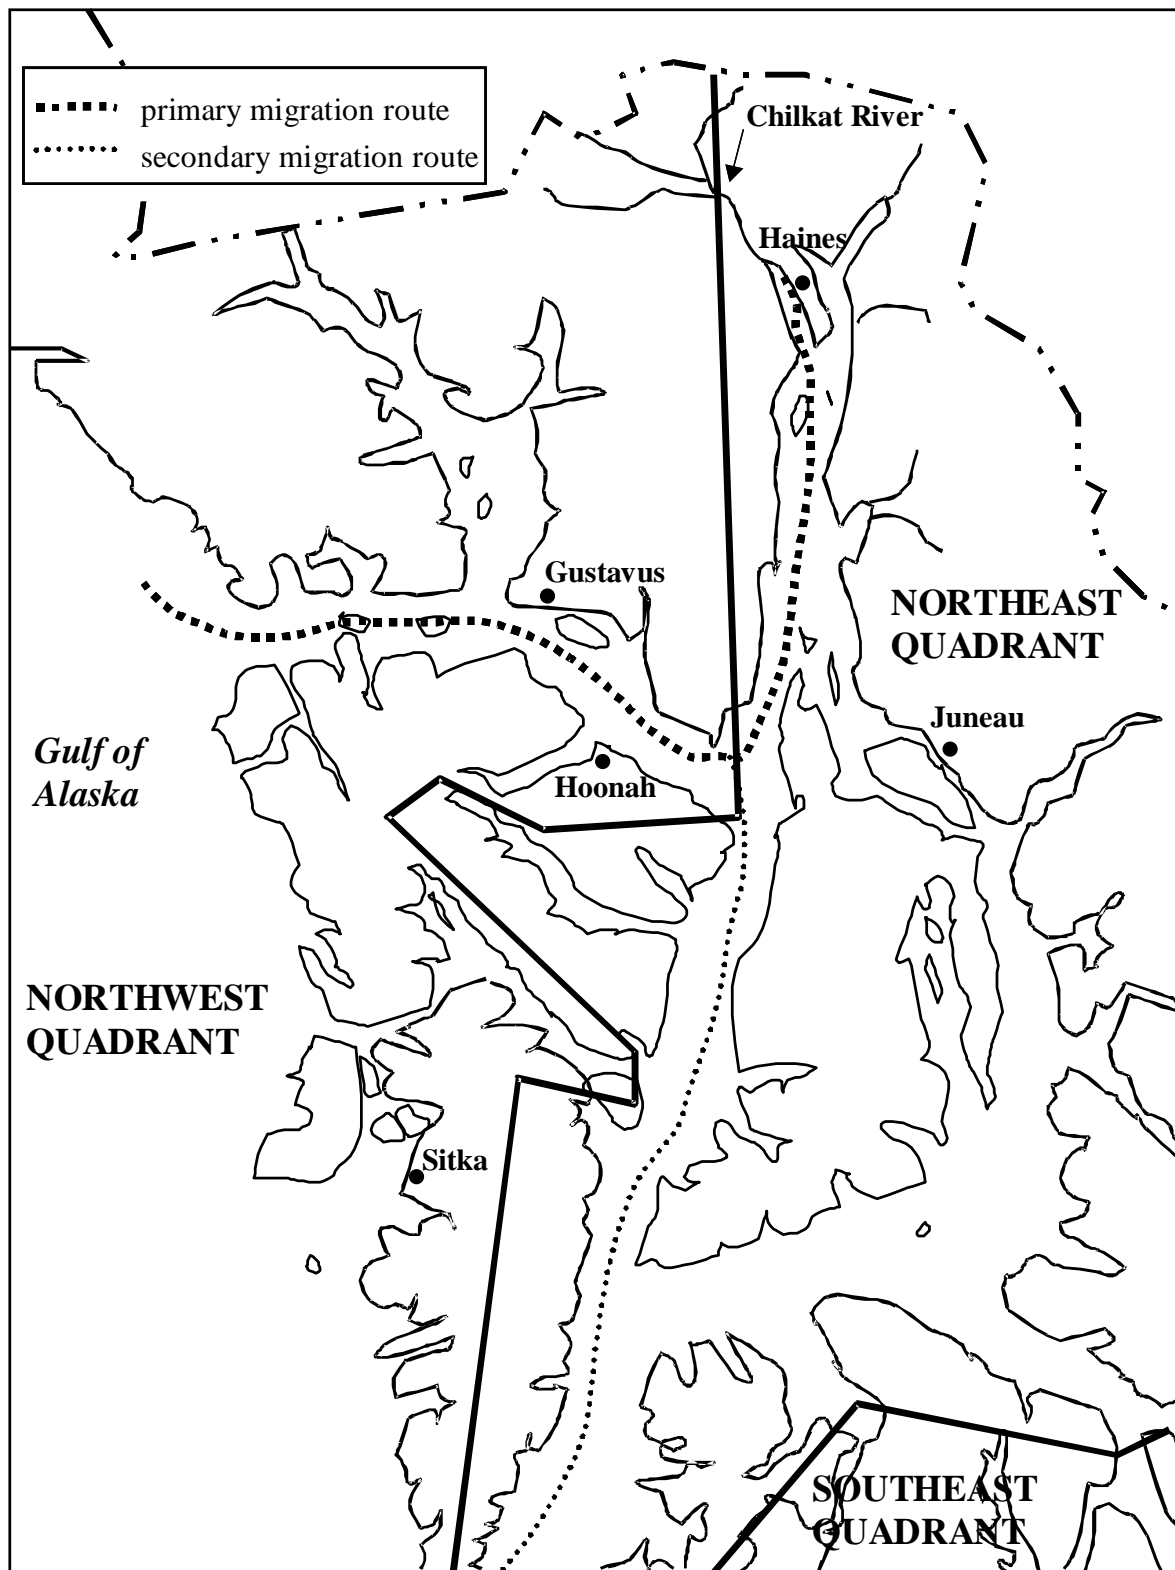 primary migration route
secondary migration route
Chilkat River
Haines
Gustavus
NORTHEAST
QUADRANT
Juneau
Gulf of
Alaska
Hoonah
NORTHWEST
QUADRANT
Sitka
SOUTHEAST
QUADRANT